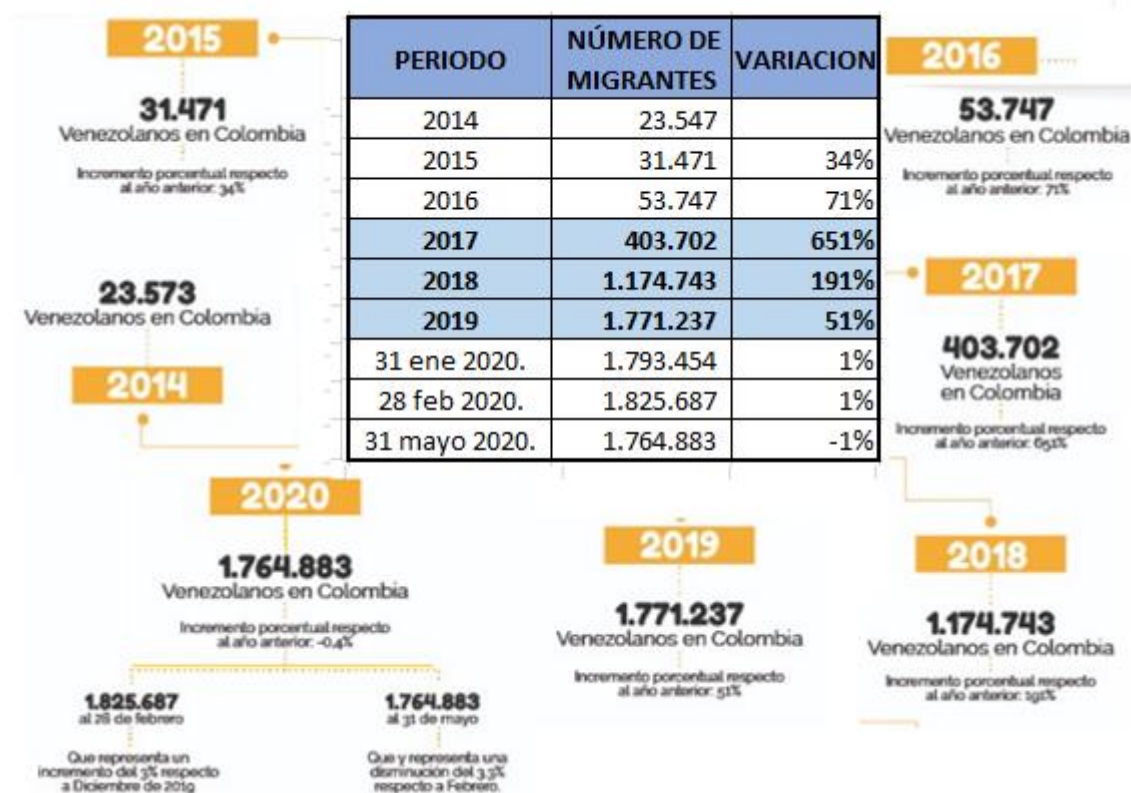 2015
31.471
Venezolanos en Colombia
Incremento porcentual respecto
al año anterior: 34%
23.573
Venezolanos en Colombia
2014
PERIODO NÚMERO DE MIGRANTES VARIACION
2014 23.547
2015 31.471 34%
2016 53.747 71%
2017 403.702 651%
2018 1.174.743 191%
2019 1.771.237 51%
31 ene 2020. 1.793.454 1%
28 feb 2020. 1.825.687 1%
31 mayo 2020. 1.764.883 -1%
2016
53.747
Venezolanos en Colombia
Incremento porcentual respecto
al año anterior: 71%
2017
403.702
Venezolanos
en Colombia
Incremento porcentual respecto
al año anterior: 651%
2020
1.764.883
Venezolanos en Colombia
Incremento porcentual respecto
al año anterior: -0,4%
1.825.687
al 28 de febrero
Que representa un
incremento del 3% respecto
a Diciembre de 2019
1.764.883
al 31 de mayo
Que y representa una
disminución del 3.3%
respecto a Febrero.
2019
1.771.237
Venezolanos en Colombia
Incremento porcentual respecto
al año anterior: 51%
2018
1.174.743
Venezolanos en Colombia
Incremento porcentual respecto
al año anterior: 191%